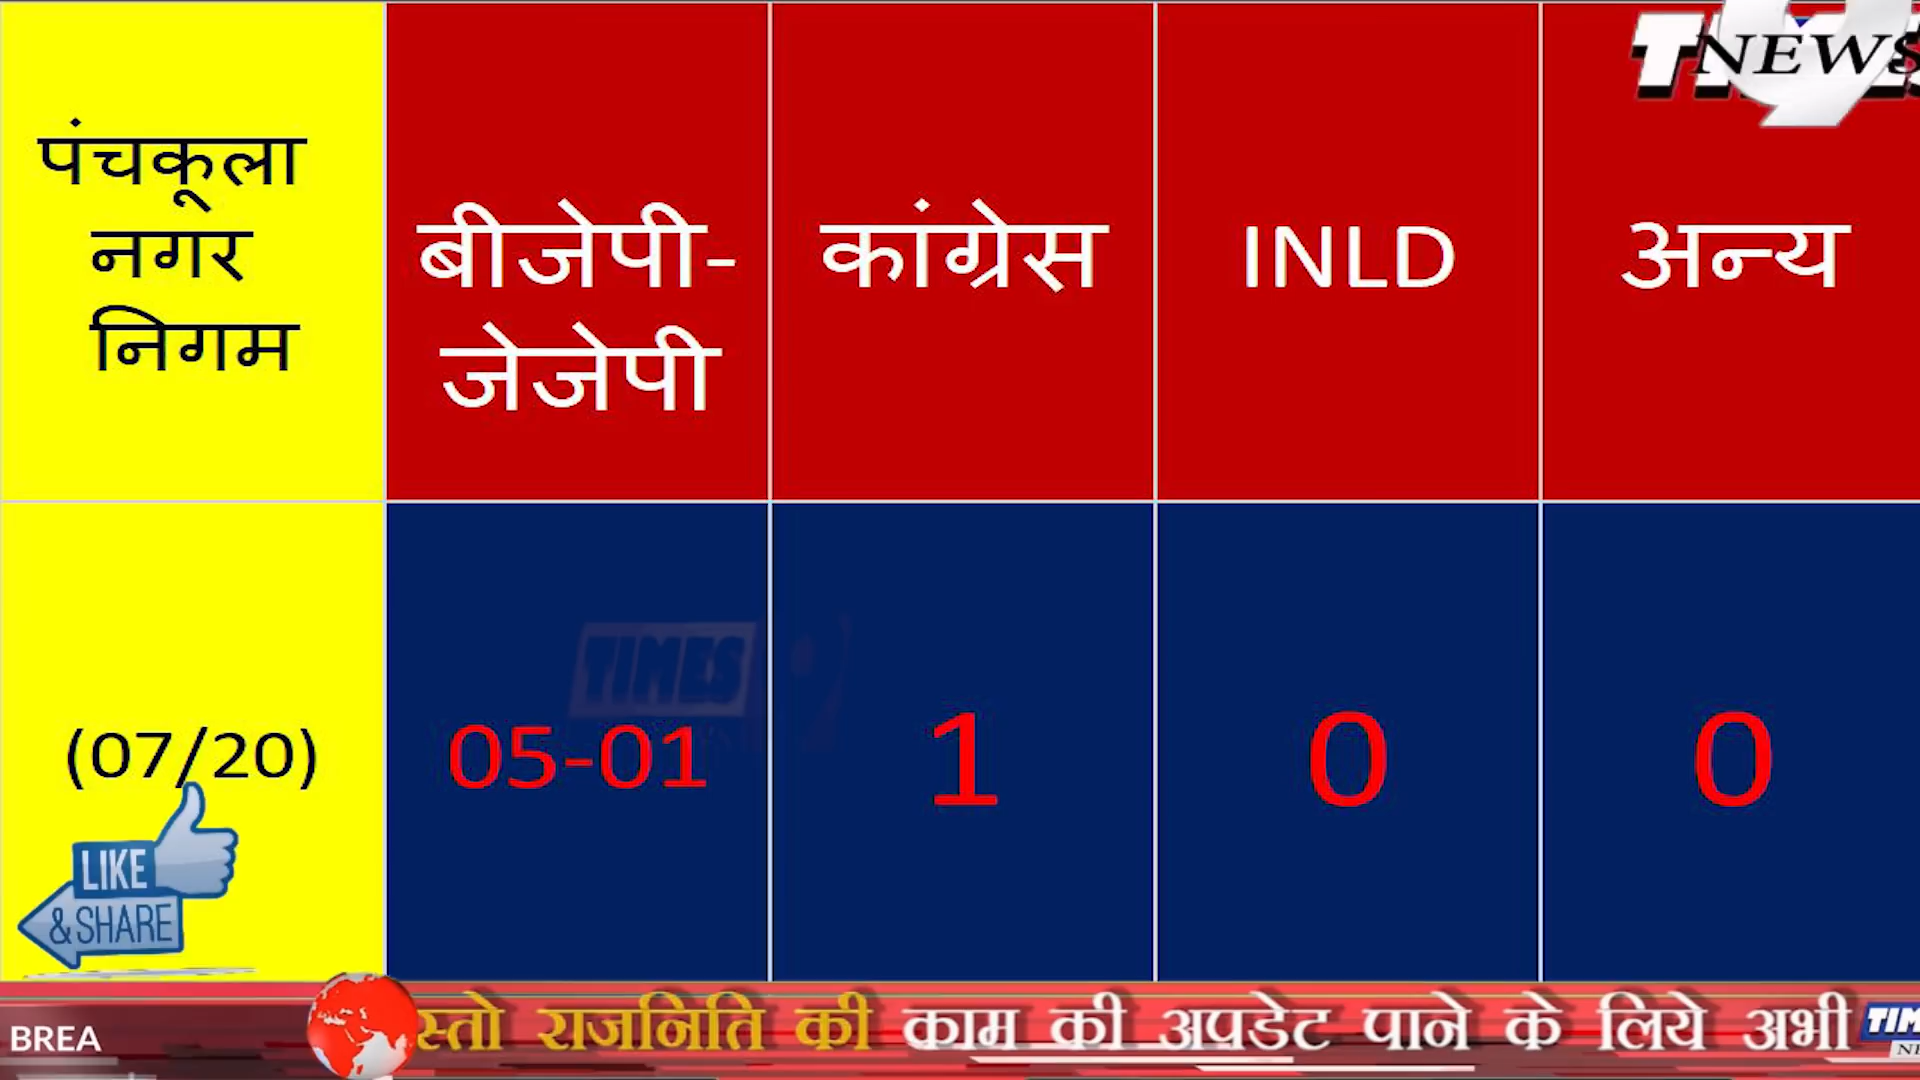 पंचकूला
नगर
निगम
बीजेपी-
जेजेपी
कांग्रेस
INLD
अन्य
NEWS
(07/20)
05-01
1
0
0
TIMES
LIKE
&SHARE
BREA
स्तो राजनिति की काम की अपडेट पाने के लिये अभी